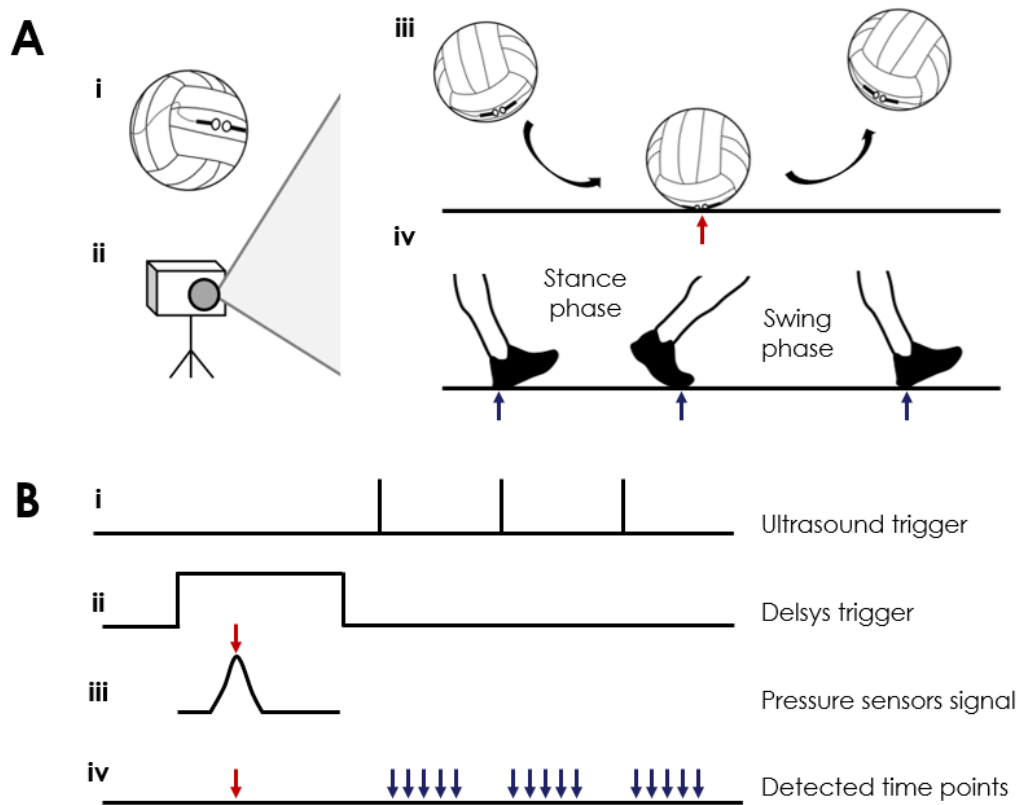 A
i
ii
iii
iv
Stance
phase
Swing
phase
B
i
Ultrasound trigger
ii
Delsys trigger
iii
Pressure sensors signal
iv
Detected time points